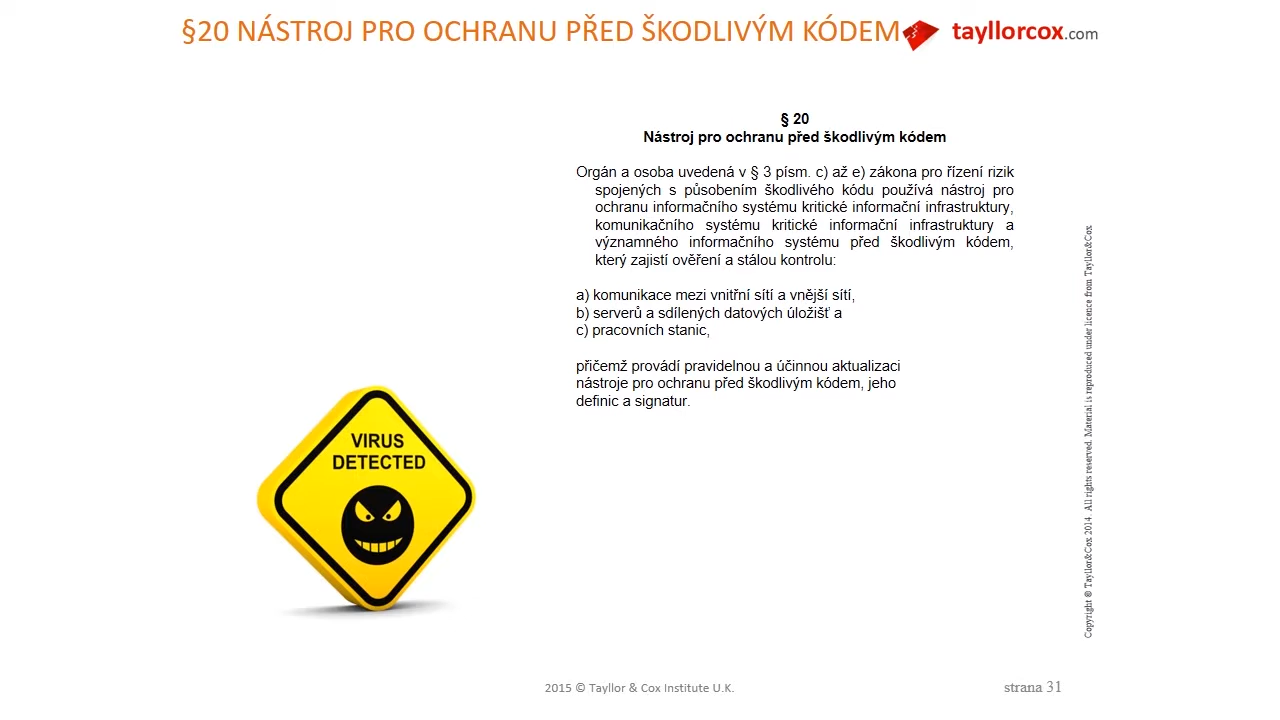 §20 NÁSTROJ PRO OCHRANU PŘED ŠKODLIVÝM KÓDEM
tayllorcox.com
§ 20
Nástroj pro ochranu před škodlivým kódem
Orgán a osoba uvedená v § 3 písm. c) až e) zákona pro řízení rizik
spojených s působením škodlivého kódu používá nástroj pro
ochranu informačního systému kritické informační infrastruktury,
komunikačního systému kritické informační infrastruktury a
významného informačního systému před škodlivým kódem,
který zajistí ověření a stálou kontrolu:
a) komunikace mezi vnitřní sítí a vnější sítí,
b) serverů a sdílených datových úložišť a
c) pracovních stanic,
přičemž provádí pravidelnou a účinnou aktualizaci
nástroje pro ochranu před škodlivým kódem, jeho
definic a signatur.
VIRUS
DETECTED
Copyright © Tayllor&Cox 2014. All rights reserved. Material is reproduced under licence from Tayllor&Cox
2015 © Tayllor & Cox Institute U.K.
strana 31